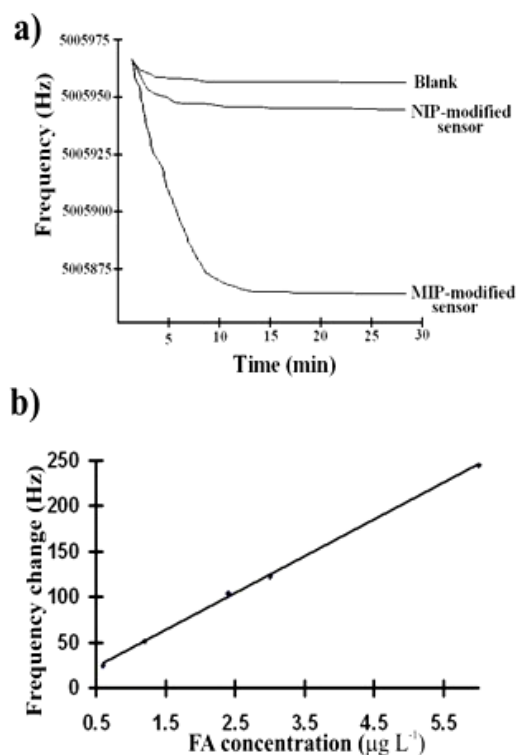 a)
5005975
5005950
5005925
5005900
5005875
Frequency (Hz)
Blank
NIP-modified
sensor
MIP-modified
sensor
5 10 15 20 25 30
Time (min)
b)
250
200
150
100
50
0
Frequency change (Hz)
0.5 1.5 2.5 3.5 4.5 5.5
FA concentration (µg L⁻¹)